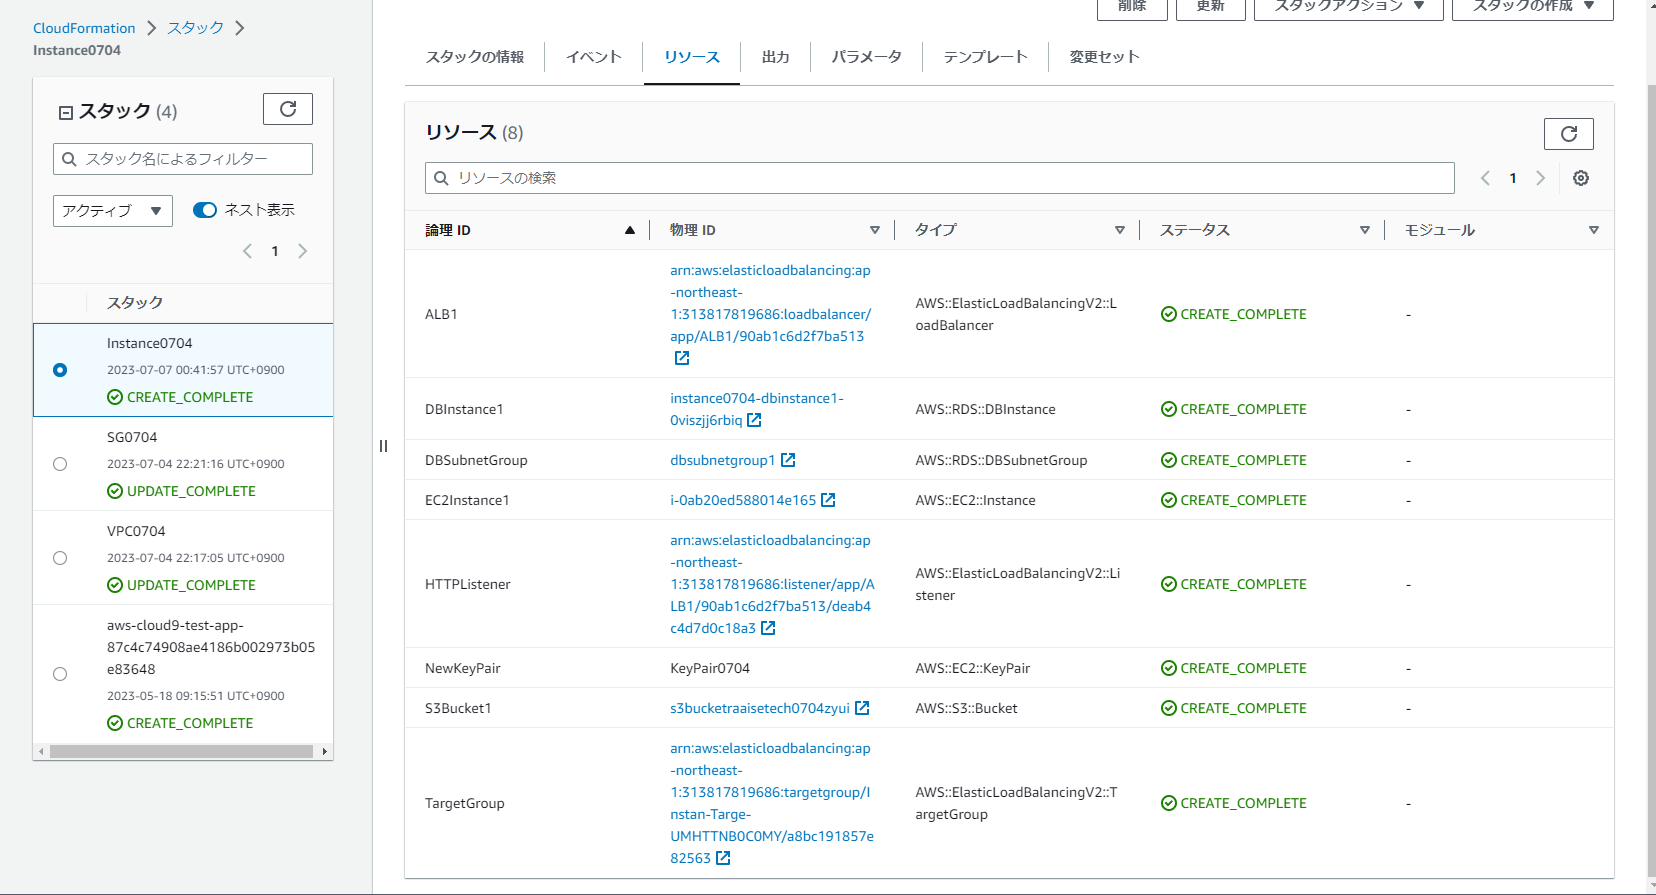 CloudFormation
スタック
Instance0704
スタック (4)
スタック名によるフィルター
アクティブ
ネスト表示
1
スタック
Instance0704
2023-07-07 00:41:57 UTC+0900
CREATE_COMPLETE
SG0704
2023-07-04 22:21:16 UTC+0900
UPDATE_COMPLETE
VPC0704
2023-07-04 22:17:05 UTC+0900
UPDATE_COMPLETE
aws-cloud9-test-app-
87c4c74908ae4186b002973b05
e83648
2023-05-18 09:15:51 UTC+0900
CREATE_COMPLETE
削除
更新
スタックアクション
スタックの作成
スタックの情報
イベント
リソース
出力
パラメータ
テンプレート
変更セット
リソース (8)
リソースの検索
1
論理 ID
物理 ID
タイプ
ステータス
モジュール
ALB1
arn:aws:elasticloadbalancing:ap
-northeast-
1:313817819686:loadbalancer/
app/ALB1/90ab1c6d2f7ba513
AWS::ElasticLoadBalancingV2::L
oadBalancer
CREATE_COMPLETE
-
DBInstance1
instance0704-dbinstance1-
0viszjj6rbiq
AWS::RDS::DBInstance
CREATE_COMPLETE
-
DBSubnetGroup
dbsubnetgroup1
AWS::RDS::DBSubnetGroup
CREATE_COMPLETE
-
EC2Instance1
i-0ab20ed588014e165
AWS::EC2::Instance
CREATE_COMPLETE
-
HTTPListener
arn:aws:elasticloadbalancing:ap
-northeast-
1:313817819686:listener/app/A
LB1/90ab1c6d2f7ba513/deab4
c4d7d0c18a3
AWS::ElasticLoadBalancingV2::Li
stener
CREATE_COMPLETE
-
NewKeyPair
KeyPair0704
AWS::EC2::KeyPair
CREATE_COMPLETE
-
S3Bucket1
s3bucketraaisetech0704zyui
AWS::S3::Bucket
CREATE_COMPLETE
-
TargetGroup
arn:aws:elasticloadbalancing:ap
-northeast-
1:313817819686:targetgroup/I
nstan-Targe-
UMHTTNB0C0MY/a8bc191857e
82563
AWS::ElasticLoadBalancingV2::T
argetGroup
CREATE_COMPLETE
-